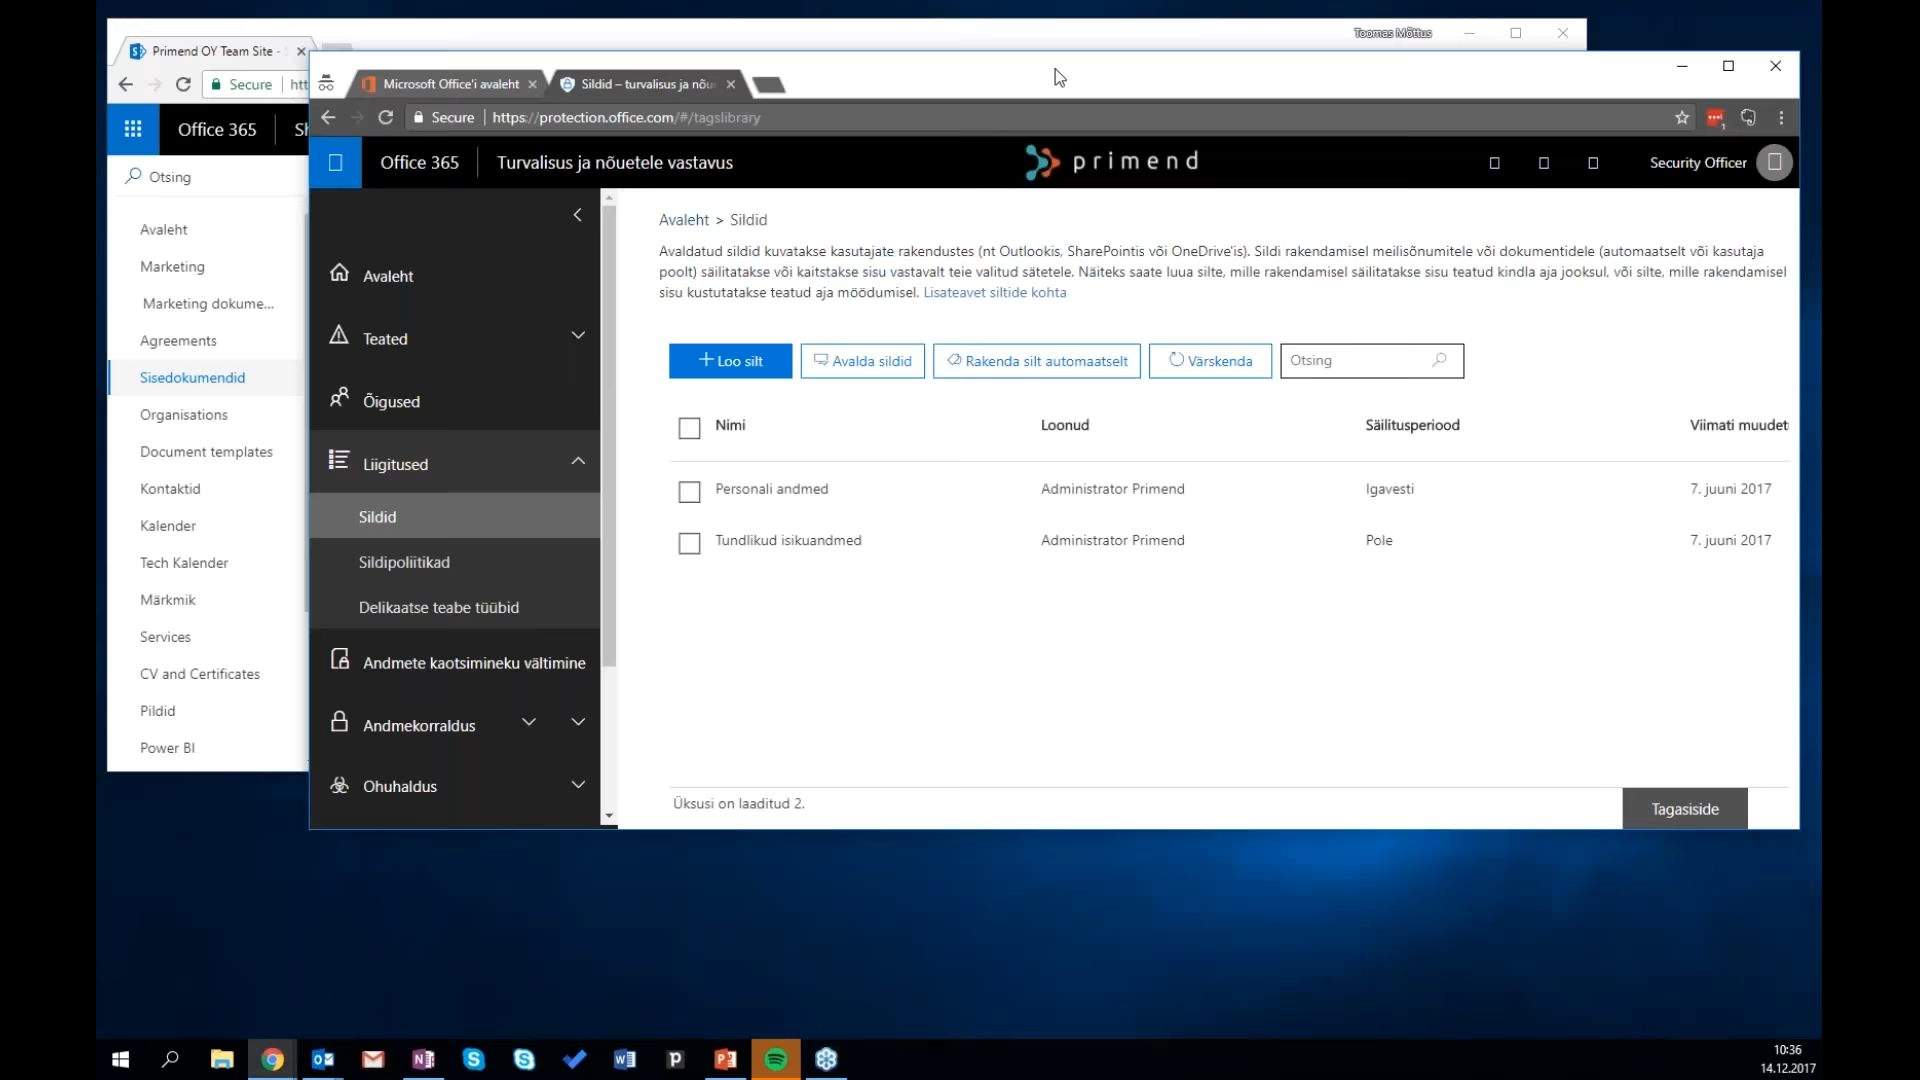 Toomas Mõttus
Primend OY Team Site -
Secure
Office 365
Otsing
Avaleht
Marketing
Marketing dokume...
Agreements
Sisedokumendid
Organisations
Document templates
Kontaktid
Kalender
Tech Kalender
Märkmik
Services
CV and Certificates
Pildid
Power BI
Microsoft Office'i avaleht
Sildid – turvalisus ja nõu
Secure
https://protection.office.com/#/tagslibrary
Office 365
Turvalisus ja nõuetele vastavus
primend
Security Officer
Avaleht
Teated
Õigused
Liigitused
Sildid
Sildipoliitikad
Delikaatse teabe tüübid
Andmete kaotsimineku vältimine
Andmekorraldus
Ohuhaldus
Avaleht > Sildid
Avaldatud sildid kuvatakse kasutajate rakendustes (nt Outlookis, SharePointis või OneDrive'is). Sildi rakendamisel meilisõnumitele või dokumentidele (automaatselt või kasutaja
poolt) säilitatakse või kaitstakse sisu vastavalt teie valitud sätetele. Näiteks saate luua silte, mille rakendamisel säilitatakse sisu teatud kindla aja jooksul, või silte, mille rakendamisel
sisu kustutatakse teatud aja möödumisel. Lisateavet siltide kohta
Loo silt
Avalda sildid
Rakenda silt automaatselt
Värskenda
Otsing
Nimi Loonud Säilitusperiood Viimati muudet
Personali andmed Administrator Primend Igavesti 7. juuni 2017
Tundlikud isikuandmed Administrator Primend Pole 7. juuni 2017
Üksusi on laaditud 2.
Tagasiside
10:36
14.12.2017